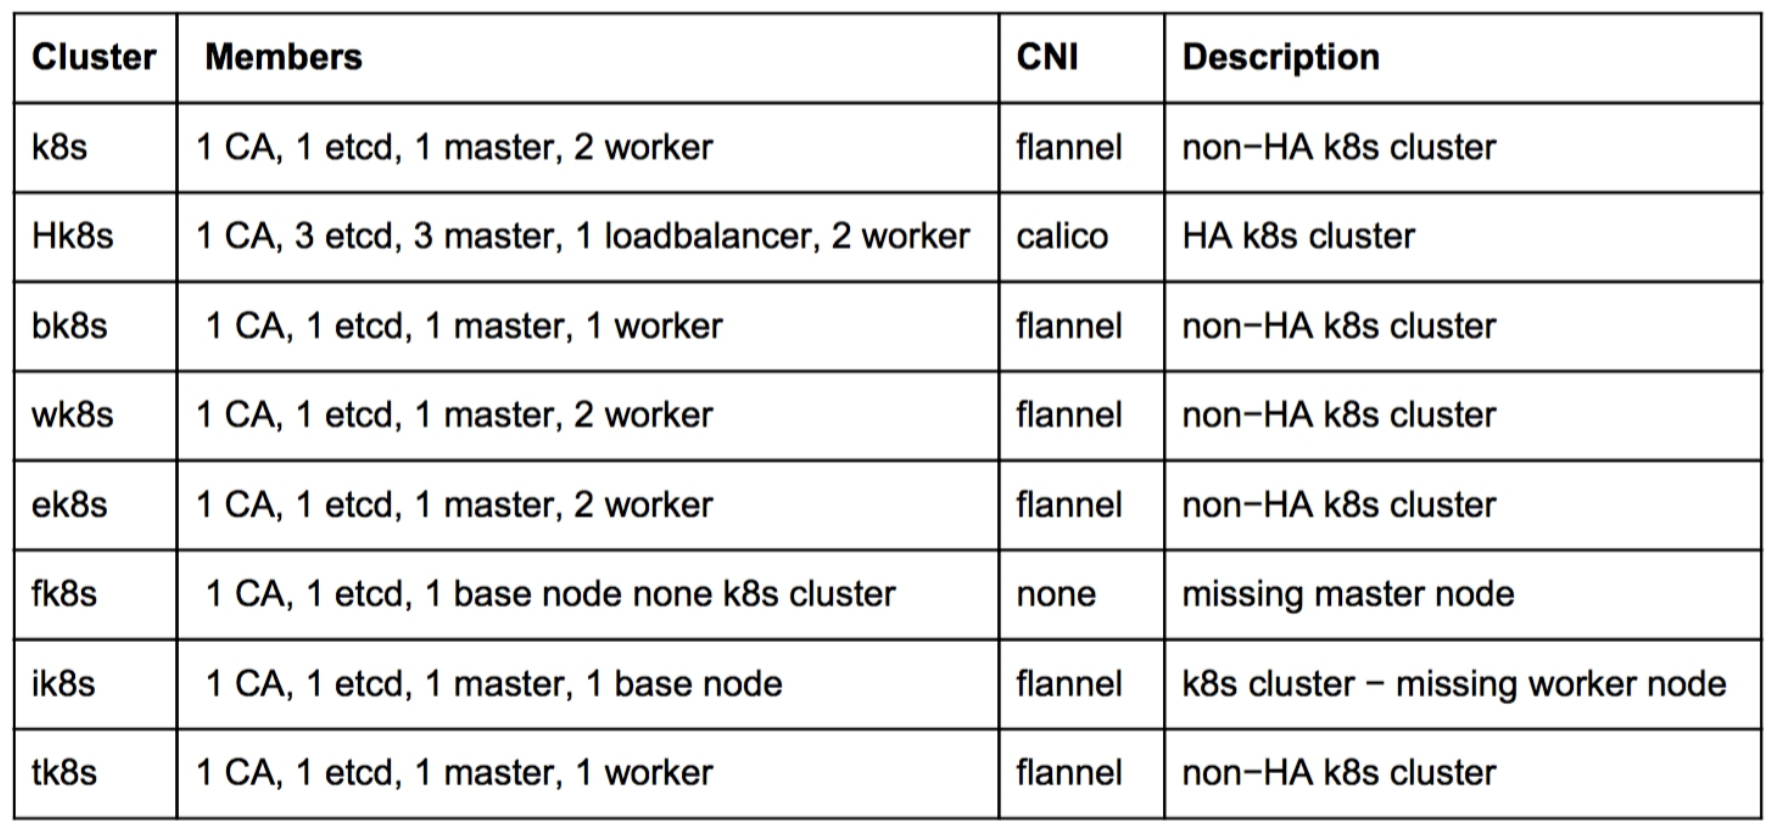 Cluster Members CNI Description
k8s 1 CA, 1 etcd, 1 master, 2 worker flannel non−HA k8s cluster
Hk8s 1 CA, 3 etcd, 3 master, 1 loadbalancer, 2 worker calico HA k8s cluster
bk8s 1 CA, 1 etcd, 1 master, 1 worker flannel non−HA k8s cluster
wk8s 1 CA, 1 etcd, 1 master, 2 worker flannel non−HA k8s cluster
ek8s 1 CA, 1 etcd, 1 master, 2 worker flannel non−HA k8s cluster
fk8s 1 CA, 1 etcd, 1 base node none k8s cluster none missing master node
ik8s 1 CA, 1 etcd, 1 master, 1 base node flannel k8s cluster − missing worker node
tk8s 1 CA, 1 etcd, 1 master, 1 worker flannel non−HA k8s cluster